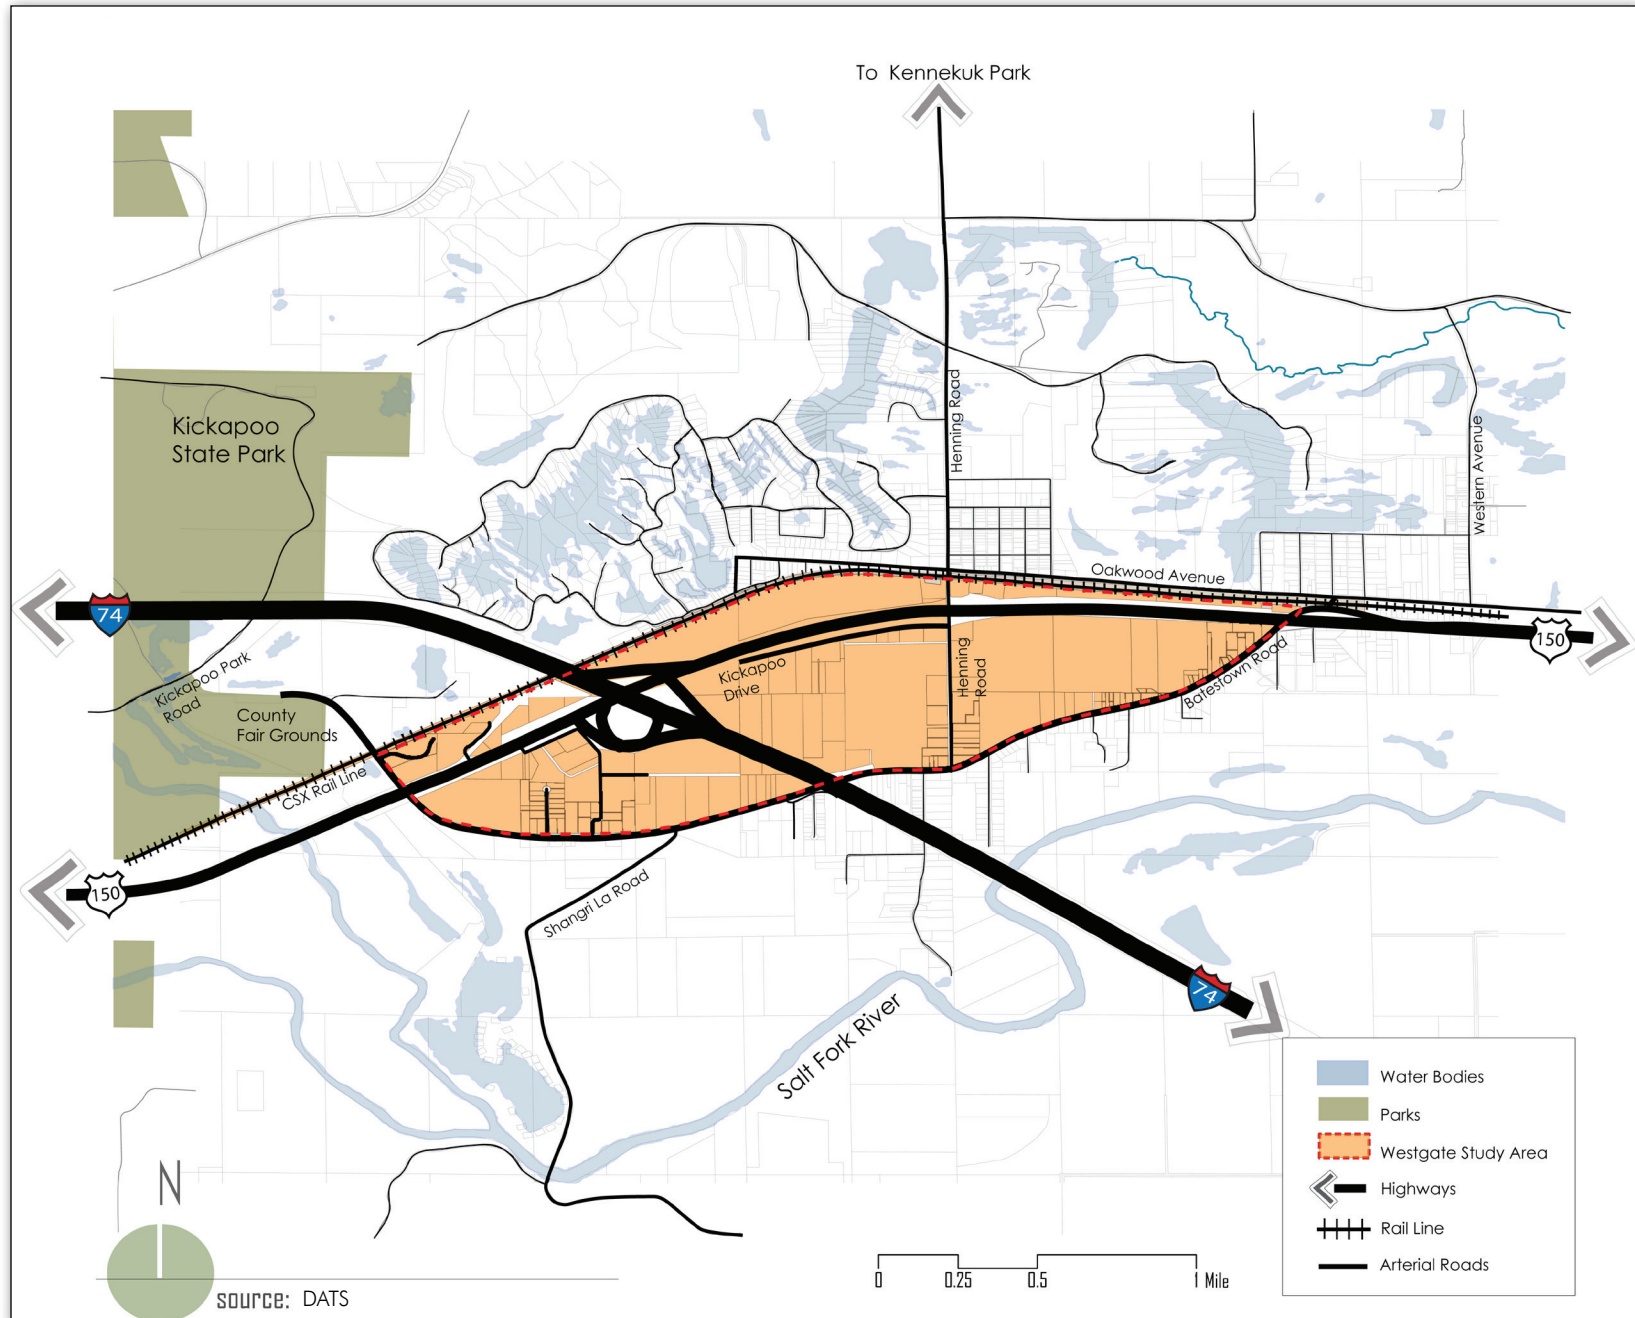 To Kennekuk Park
Henning Road
Western Avenue
Kickapoo
State Park
Oakwood Avenue
74
150
Kickapoo Park
Road
Kickapoo
Drive
Henning
Road
Batestown Road
County
Fair Grounds
CSX Rail Line
150
Shangri La Road
74
Salt Fork River
Water Bodies
Parks
Westgate Study Area
Highways
Rail Line
Arterial Roads
N
0 0.25 0.5 1 Mile
source: DATS